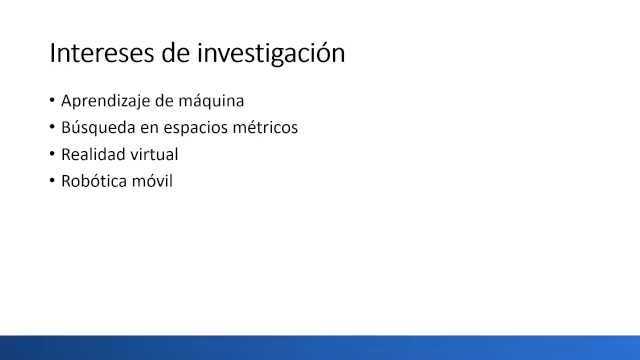 Intereses de investigación
• Aprendizaje de máquina
• Búsqueda en espacios métricos
• Realidad virtual
• Robótica móvil